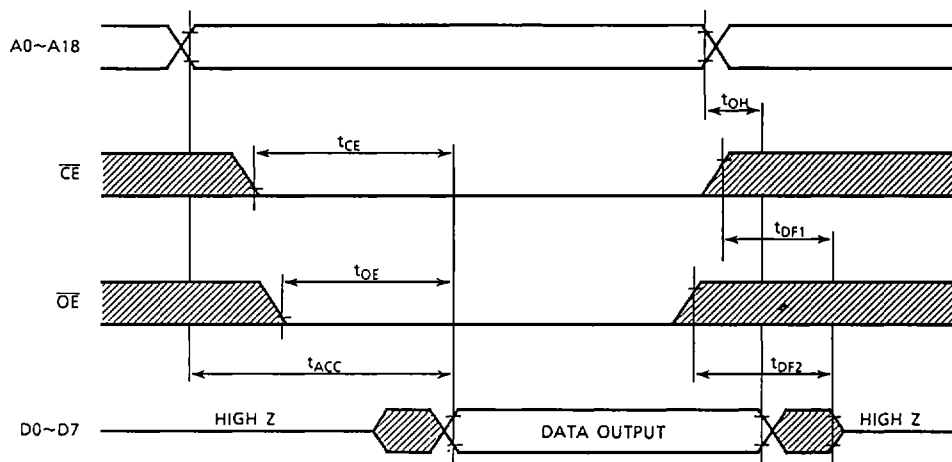 A0~A18
tOH
tCE
CE
tDF1
tOE
OE
tACC
tDF2
HIGH Z
DATA OUTPUT
HIGH Z
D0~D7